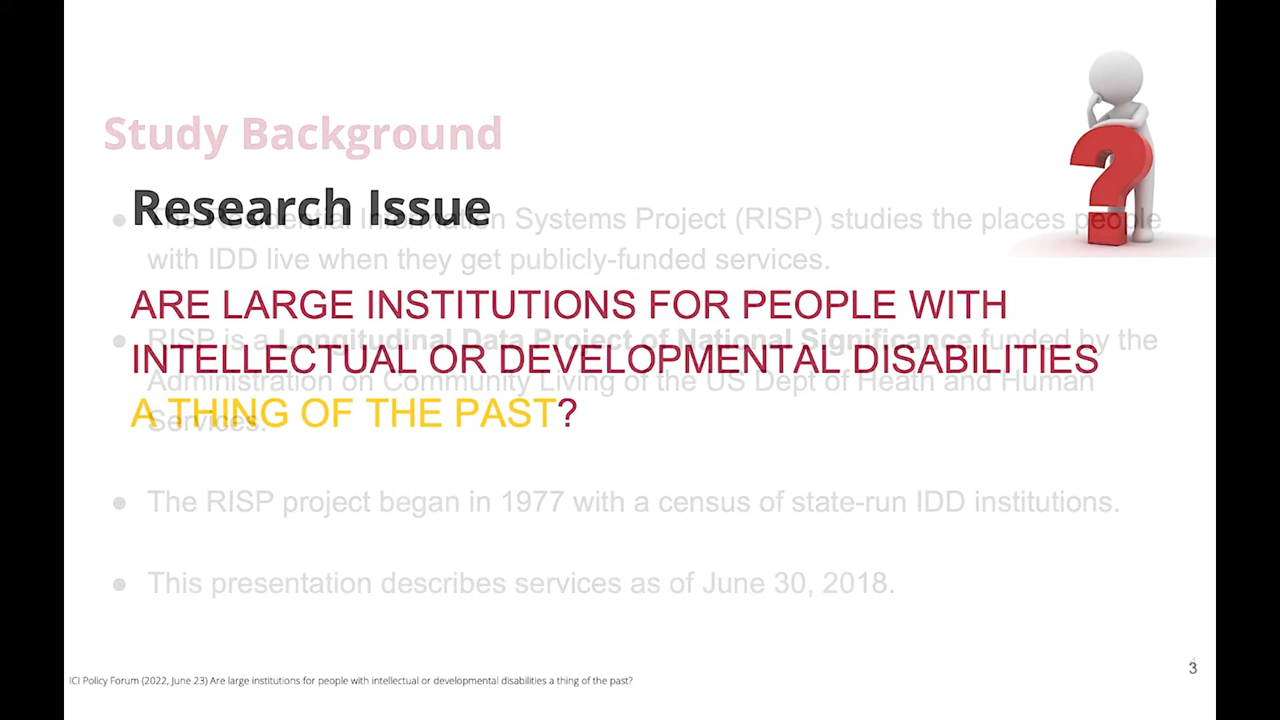 Study Background
Research Issue
The Residential Information Systems Project (RISP) studies the places people
with IDD live when they get publicly-funded services.
ARE LARGE INSTITUTIONS FOR PEOPLE WITH
RISP is a Longitudinal Data Project of National Significance funded by the
INTELLECTUAL OR DEVELOPMENTAL DISABILITIES
Administration on Community Living of the US Dept of Heath and Human
A THING OF THE PAST?
Services.
The RISP project began in 1977 with a census of state-run IDD institutions.
This presentation describes services as of June 30, 2018.
3
ICI Policy Forum (2022, June 23) Are large institutions for people with intellectual or developmental disabilities a thing of the past?